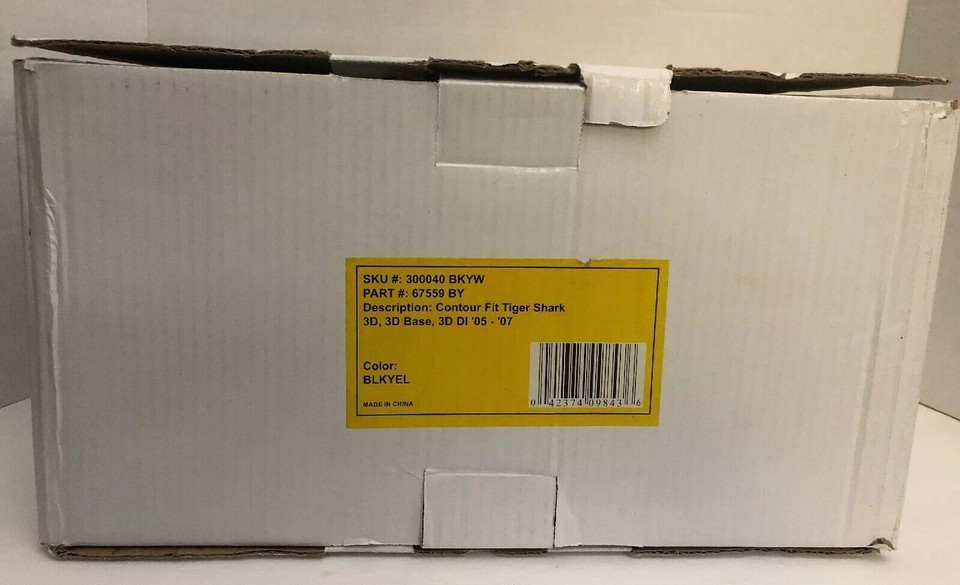 SKU #: 300040 BKYW
PART #: 67559 BY
Description: Contour Fit Tiger Shark
3D, 3D Base, 3D DI '05 - '07
Color:
BLKYEL
MADE IN CHINA
0 42374 09843 6